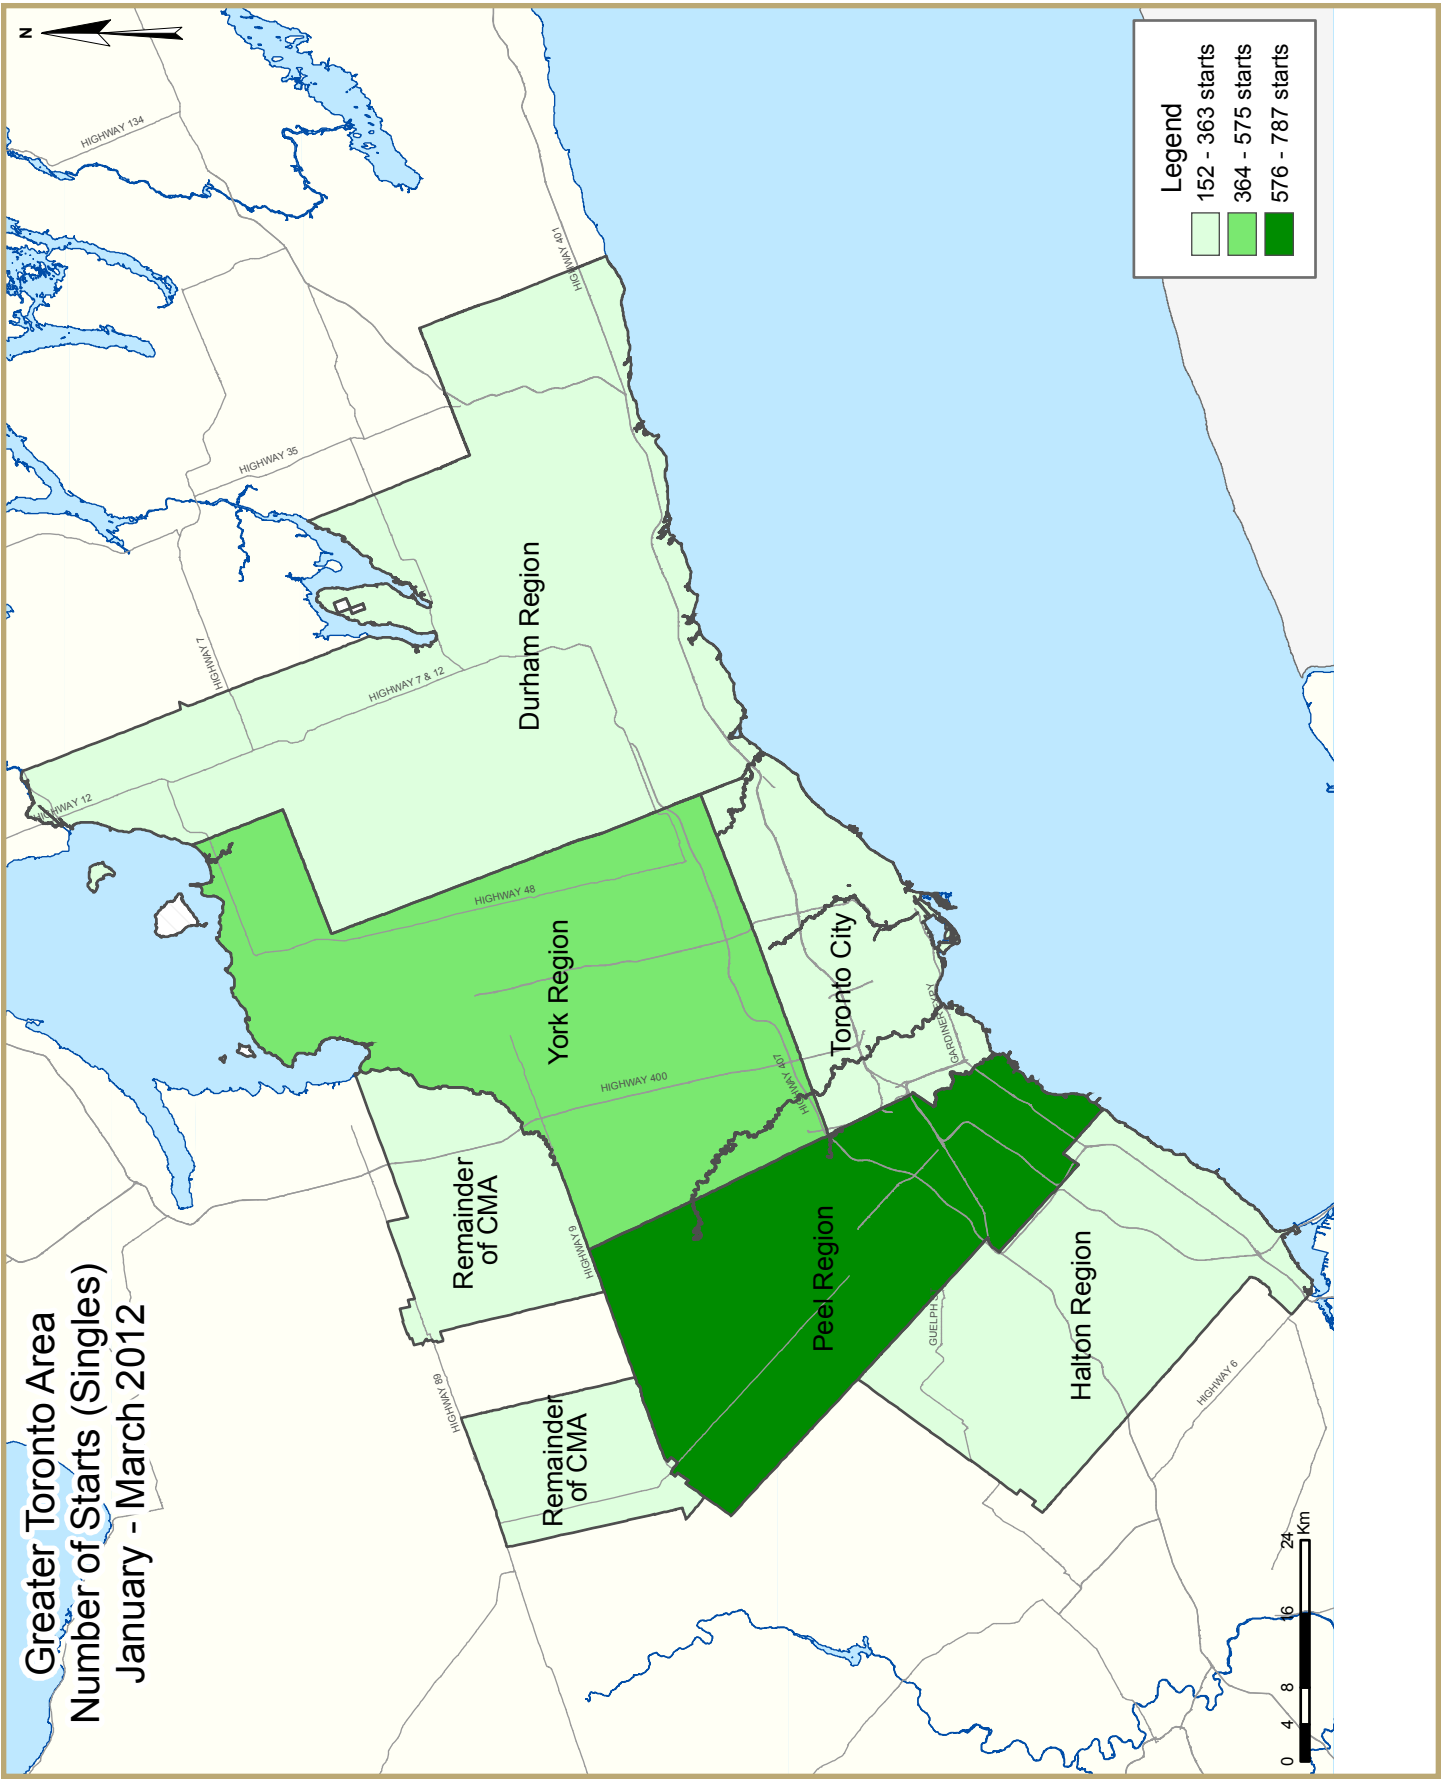 Greater Toronto Area
Number of Starts (Singles)
January - March 2012
N
HIGHWAY 134
HIGHWAY 401
HIGHWAY 35
HIGHWAY 7
HIGHWAY 7 & 12
HIGHWAY 12
Durham Region
HIGHWAY 48
York Region
HIGHWAY 400
HIGHWAY 407
Toronto City
GARDINER EXPY
Remainder
of CMA
HIGHWAY 9
HIGHWAY 89
Remainder
of CMA
Peel Region
GUELPH
Halton Region
HIGHWAY 6
Legend
152 - 363 starts
364 - 575 starts
576 - 787 starts
0 4 8 16 24
Km